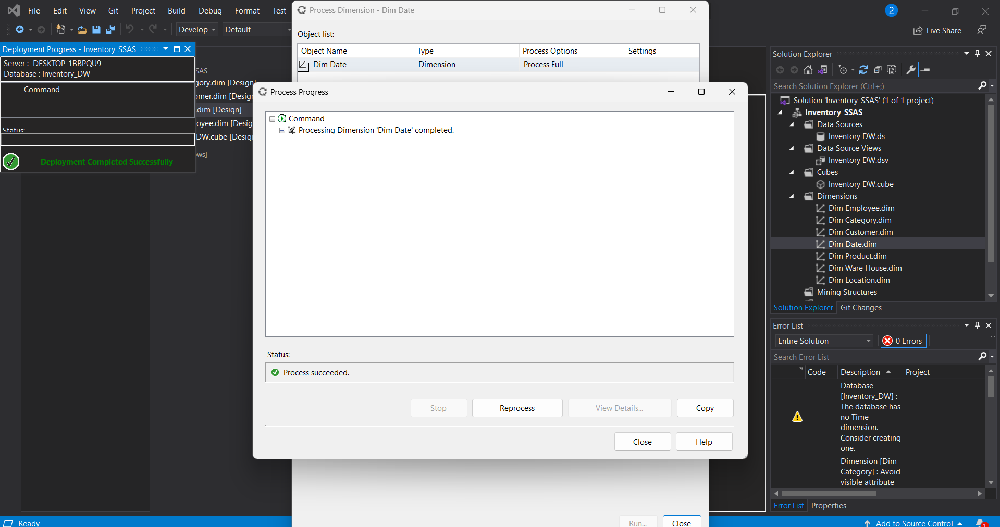 File Edit View Git Project Build Debug Format Test
Process Dimension - Dim Date
2
Develop
Default
Live Share
Object list:
Object Name Type Process Options Settings
Dim Date Dimension Process Full
Deployment Progress - Inventory_SSAS
Server : DESKTOP-1BBPQU9
Database : Inventory_DW
Command
Status:
Deployment Completed Successfully
SAS
gory.dim [Design]
omer.dim [Desig
.dim [Design]
oyee.dim [Desig
DW.cube [Desig
ows]
Process Progress
Command
Processing Dimension 'Dim Date' completed.
Status:
Process succeeded.
Stop Reprocess View Details... Copy
Close Help
Run... Close
Solution Explorer
Search Solution Explorer (Ctrl+;)
Solution 'Inventory_SSAS' (1 of 1 project)
Inventory_SSAS
Data Sources
Inventory DW.ds
Data Source Views
Inventory DW.dsv
Cubes
Inventory DW.cube
Dimensions
Dim Employee.dim
Dim Category.dim
Dim Customer.dim
Dim Date.dim
Dim Product.dim
Dim Ware House.dim
Dim Location.dim
Mining Structures
Solution Explorer Git Changes
Error List
Entire Solution 0 Errors
Search Error List
Code Description Project
Database
[Inventory_DW] :
The database has
no Time
dimension.
Consider creating
one.
Dimension [Dim
Category] : Avoid
visible attribute
Error List Properties
Ready
Add to Source Control
1